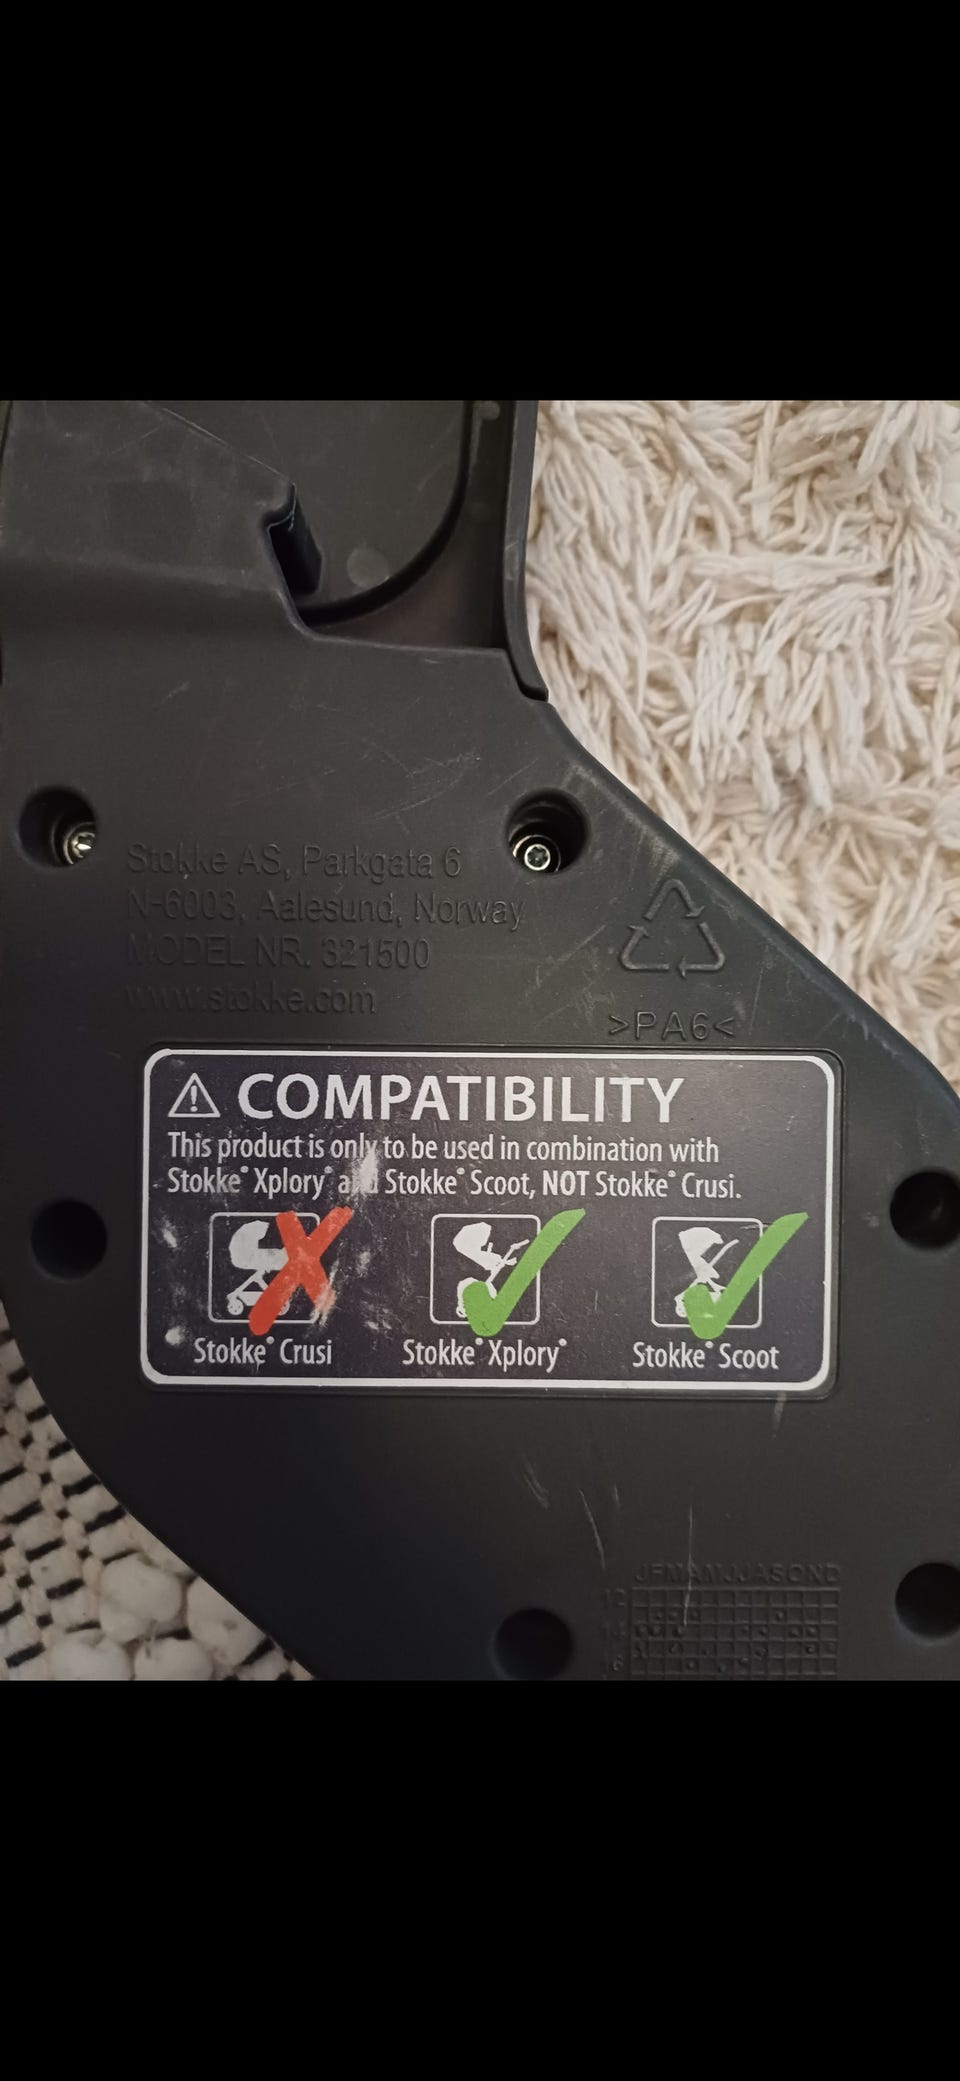 Stokke AS, Parkgata 6
N-6003, Aalesund, Norway
MODEL NR. 321500
www.stokke.com
>PA6<
COMPATIBILITY
This product is only to be used in combination with
Stokke® Xplory® and Stokke® Scoot, NOT Stokke® Crusi.
Stokke® Crusi
Stokke® Xplory®
Stokke® Scoot
JFMAMJJASOND
12
14